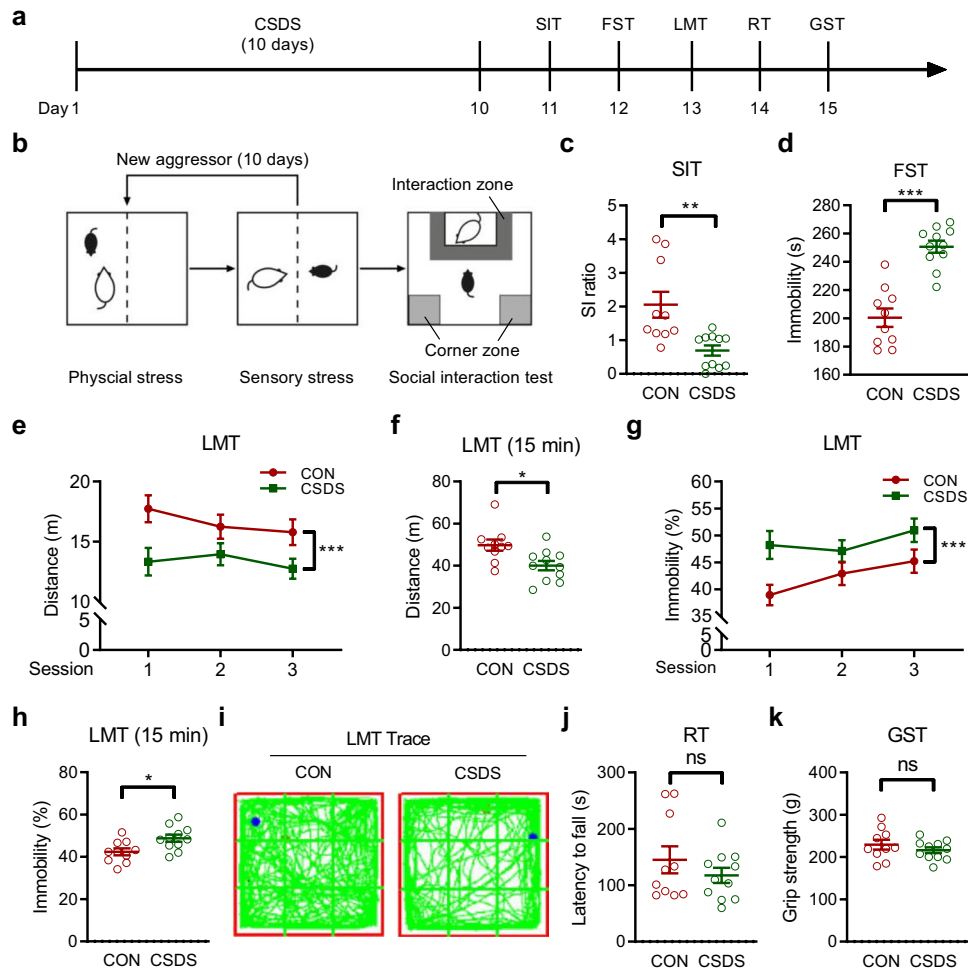 a
CSDS
(10 days)
SIT FST LMT RT GST
Day 1 10 11 12 13 14 15
b
New aggressor (10 days)
Interaction zone
Corner zone
Physcial stress Sensory stress Social interaction test
c
SIT
**
SI ratio
5
4
3
2
1
0
CON CSDS
d
FST
***
Immobility (s)
280
260
240
220
200
180
160
CON CSDS
e
LMT
CON
CSDS
Distance (m)
20
15
10
5
0
***
Session 1 2 3
f
LMT (15 min)
*
Distance (m)
80
60
40
20
0
CON CSDS
g
LMT
CON
CSDS
Immobility (%)
60
55
50
45
40
35
5
0
***
Session 1 2 3
h
LMT (15 min)
*
Immobility (%)
80
60
40
20
0
CON CSDS
i
LMT Trace
CON CSDS
j
RT
ns
Latency to fall (s)
300
200
100
0
CON CSDS
k
GST
ns
Grip strength (g)
400
300
200
100
0
CON CSDS